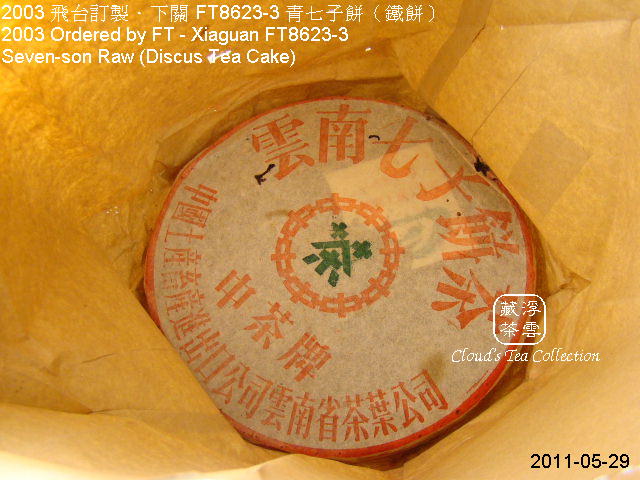 2003 飛台訂製．下關 FT8623-3 青七子餅（鐵餅）
2003 Ordered by FT - Xiaguan FT8623-3
Seven-son Raw (Discus Tea Cake)
雲南七子餅茶
中茶牌
中國土產畜產進出口公司雲南省茶葉公司
茶
浮雲藏茶
Cloud's Tea Collection
2011-05-29